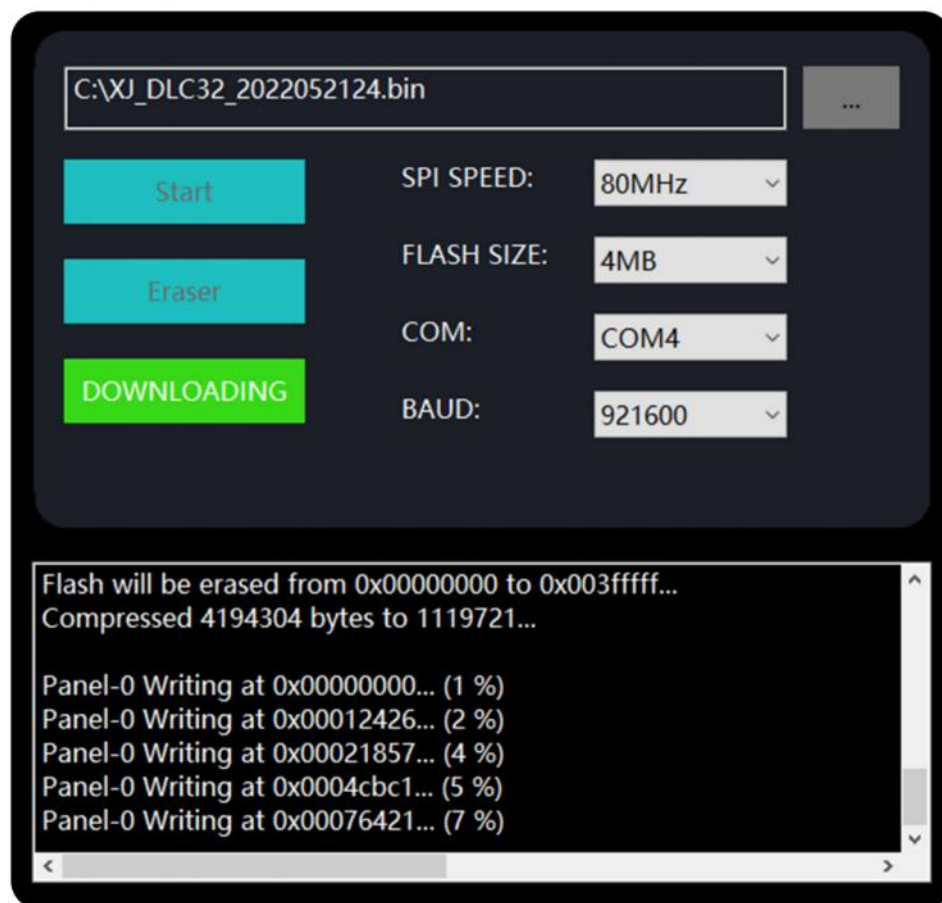 C:\XJ_DLC32_2022052124.bin
...
Start
SPI SPEED:
80MHz
FLASH SIZE:
4MB
Eraser
COM:
COM4
DOWNLOADING
BAUD:
921600
Flash will be erased from 0x00000000 to 0x003fffff...
Compressed 4194304 bytes to 1119721...
Panel-0 Writing at 0x00000000... (1 %)
Panel-0 Writing at 0x00012426... (2 %)
Panel-0 Writing at 0x00021857... (4 %)
Panel-0 Writing at 0x0004cbc1... (5 %)
Panel-0 Writing at 0x00076421... (7 %)